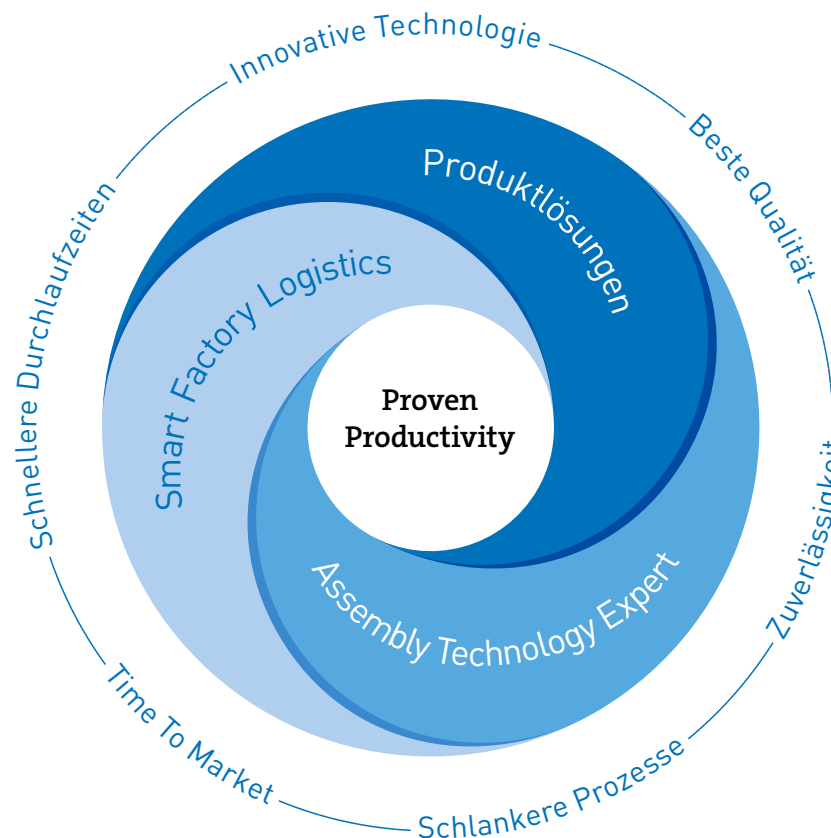 Innovative Technologie
Beste Qualität
Zuverlässigkeit
Schlankere Prozesse
Time To Market
Schnellere Durchlaufzeiten
Produktlösungen
Assembly Technology Expert
Smart Factory Logistics
Proven
Productivity